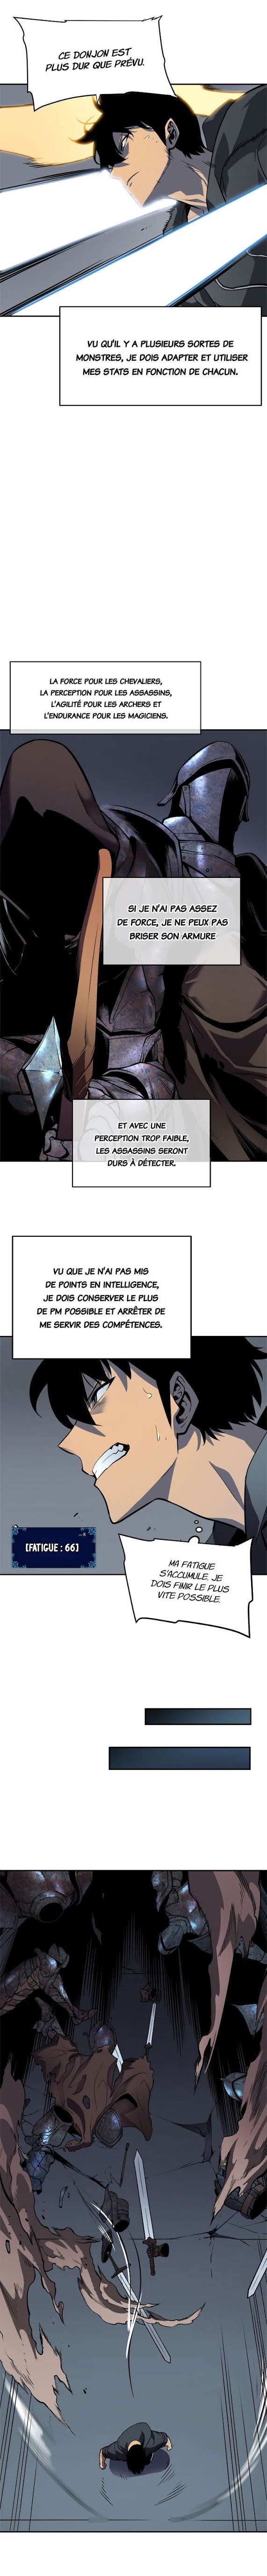 CE DONJON EST
PLUS DUR QUE PRÉVU.
VU QU'IL Y A PLUSIEURS SORTES DE
MONSTRES, JE DOIS ADAPTER ET UTILISER
MES STATS EN FONCTION DE CHACUN.
LA FORCE POUR LES CHEVALIERS,
LA PERCEPTION POUR LES ASSASSINS,
L'AGILITÉ POUR LES ARCHERS ET
L'ENDURANCE POUR LES MAGICIENS.
SI JE N'AI PAS ASSEZ
DE FORCE, JE NE PEUX PAS
BRISER SON ARMURE
ET AVEC UNE
PERCEPTION TROP FAIBLE,
LES ASSASSINS SERONT
DURS À DÉTECTER.
VU QUE JE N'AI PAS MIS
DE POINTS EN INTELLIGENCE,
JE DOIS CONSERVER LE PLUS
DE PM POSSIBLE ET ARRÊTER DE
ME SERVIR DES COMPÉTENCES.
[FATIGUE : 66]
MA FATIGUE
S'ACCUMULE. JE
DOIS FINIR LE PLUS
VITE POSSIBLE.